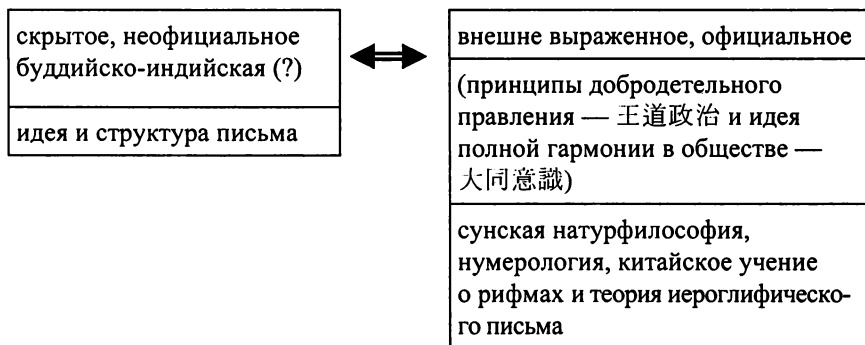 скрытое, неофициальное
буддийско-индийская (?)
идея и структура письма
внешне выраженное, официальное
(принципы добродетельного
правления — 王道政治 и идея
полной гармонии в обществе —
大同意識)
сунская натурфилософия,
нумерология, китайское учение
о рифмах и теория иероглифическо-
го письма